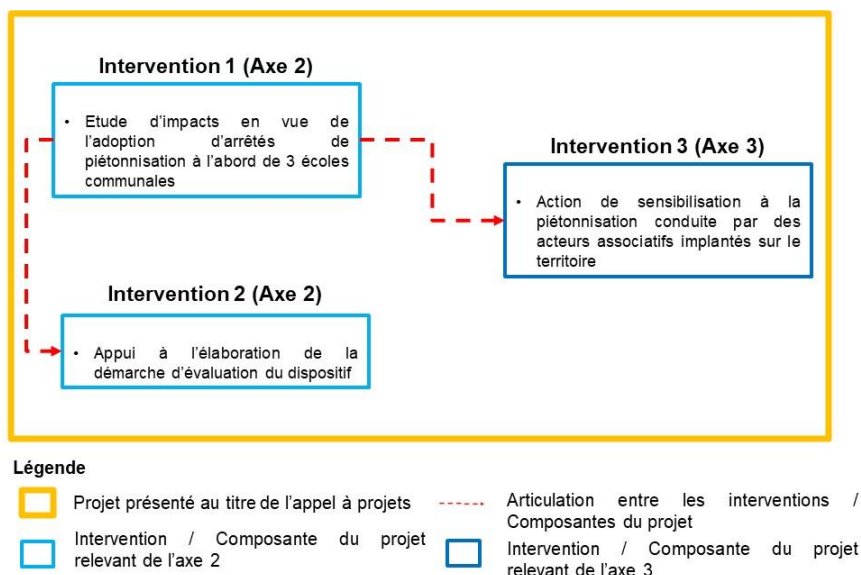 Intervention 1 (Axe 2)
• Etude d'impacts en vue de
l'adoption d'arrêtés de
piétonnisation à l'abord de 3 écoles
communales
Intervention 3 (Axe 3)
• Action de sensibilisation à la
piétonnisation conduite par des
acteurs associatifs implantés sur le
territoire
Intervention 2 (Axe 2)
• Appui à l'élaboration de la
démarche d'évaluation du dispositif
Légende
Projet présenté au titre de l'appel à projets
Articulation entre les interventions /
Composantes du projet
Intervention / Composante du projet
relevant de l'axe 2
Intervention / Composante du projet
relevant de l'axe 3